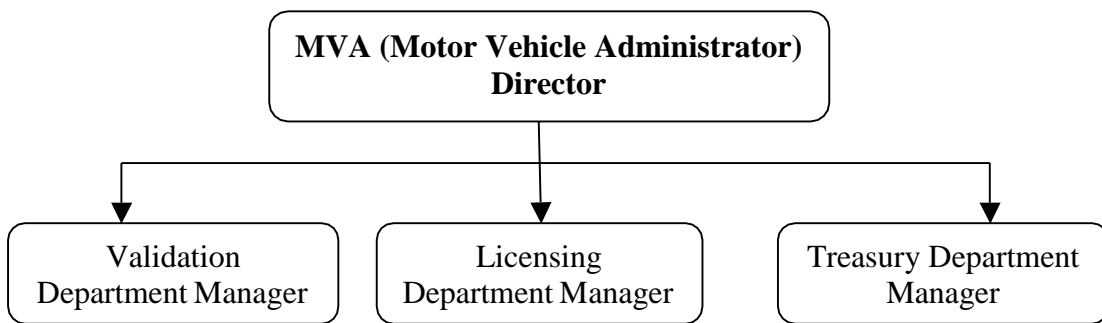 MVA (Motor Vehicle Administrator)
Director
Validation
Department Manager
Licensing
Department Manager
Treasury Department
Manager